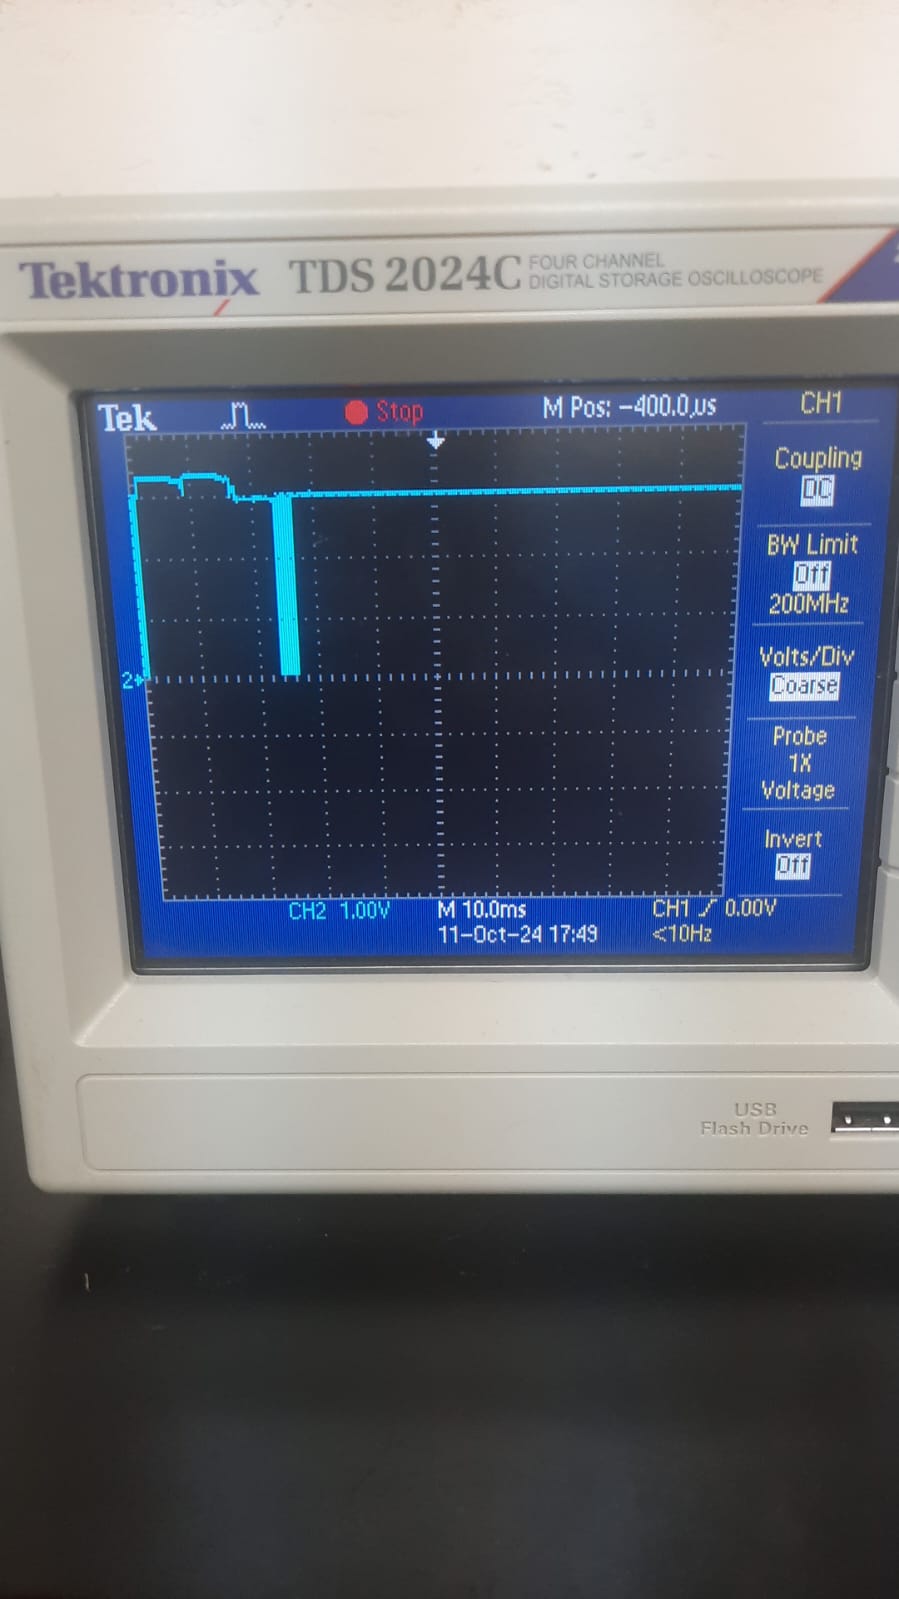 Tektronix TDS 2024C FOUR CHANNEL
DIGITAL STORAGE OSCILLOSCOPE
Tek Stop M Pos: -400.0µs CH1
Coupling
DC
BW Limit
Off
200MHz
Volts/Div
Coarse
2
Probe
1X
Voltage
Invert
Off
CH2 1.00V M 10.0ms CH1 0.00V
11-Oct-24 17:49 <10Hz
USB
Flash Drive